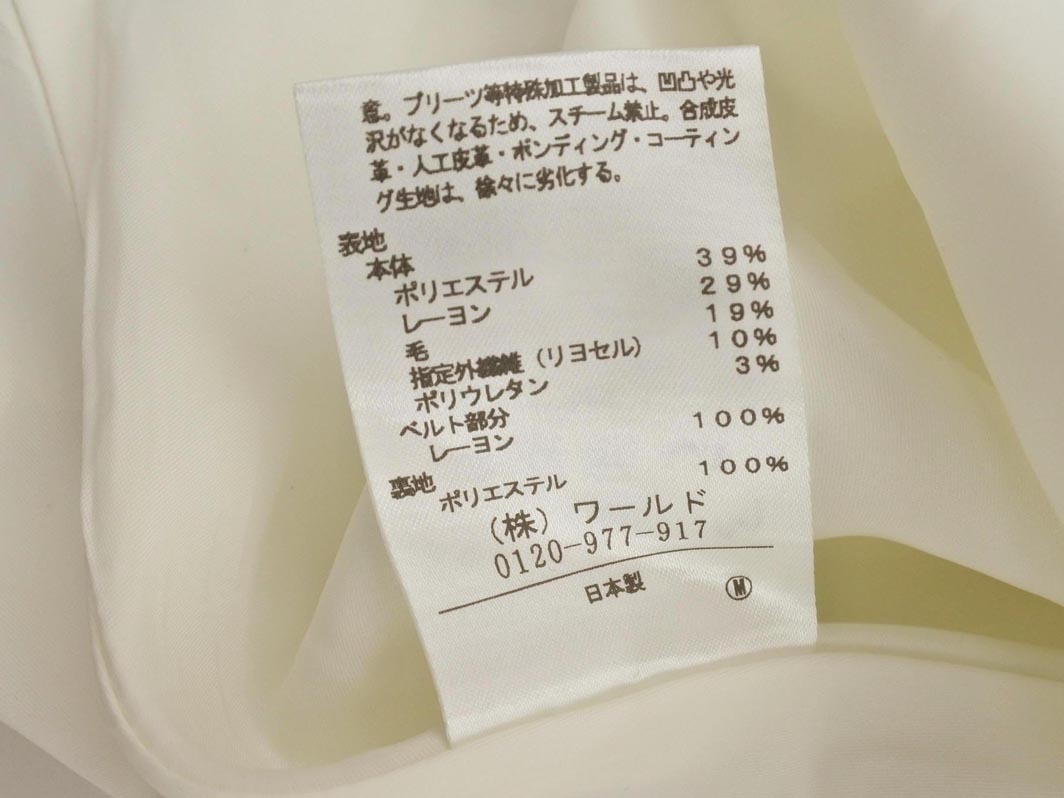 意。プリーツ等特殊加工製品は、凹凸や光
沢がなくなるため、スチーム禁止。合成皮
革・人工皮革・ボンディング・コーティン
グ生地は、徐々に劣化する。
表地
本体
ポリエステル 39%
レーヨン 29%
毛 19%
指定外繊維(リヨセル) 10%
ポリウレタン 3%
ベルト部分
レーヨン 100%
裏地
ポリエステル 100%
(株)ワールド
0120-977-917
日本製 M